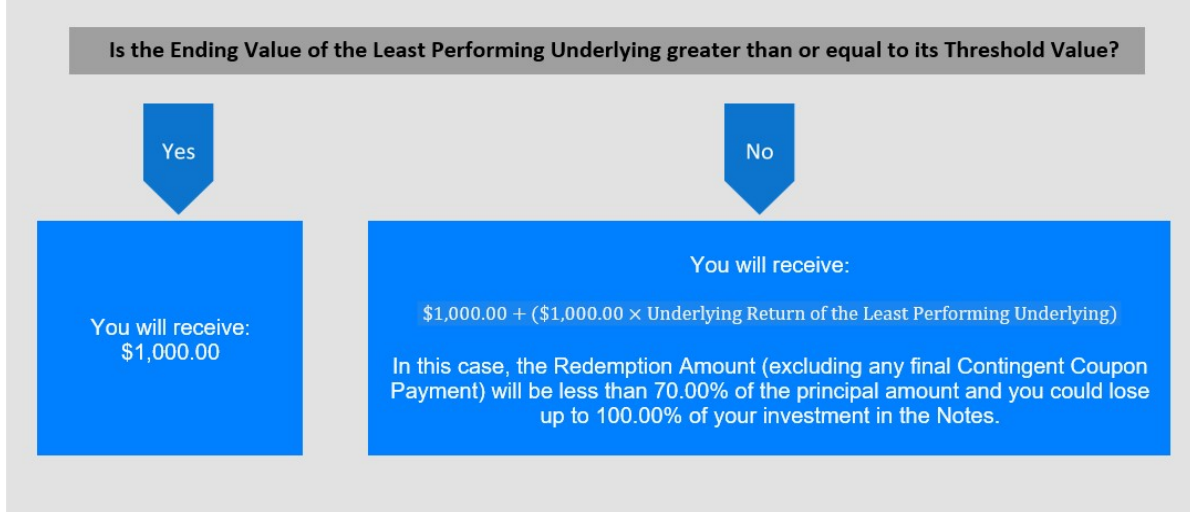 Is the Ending Value of the Least Performing Underlying greater than or equal to its Threshold Value?
Yes
No
You will receive:
$1,000.00
You will receive:
$1,000.00 + ($1,000.00 × Underlying Return of the Least Performing Underlying)
In this case, the Redemption Amount (excluding any final Contingent Coupon
Payment) will be less than 70.00% of the principal amount and you could lose
up to 100.00% of your investment in the Notes.